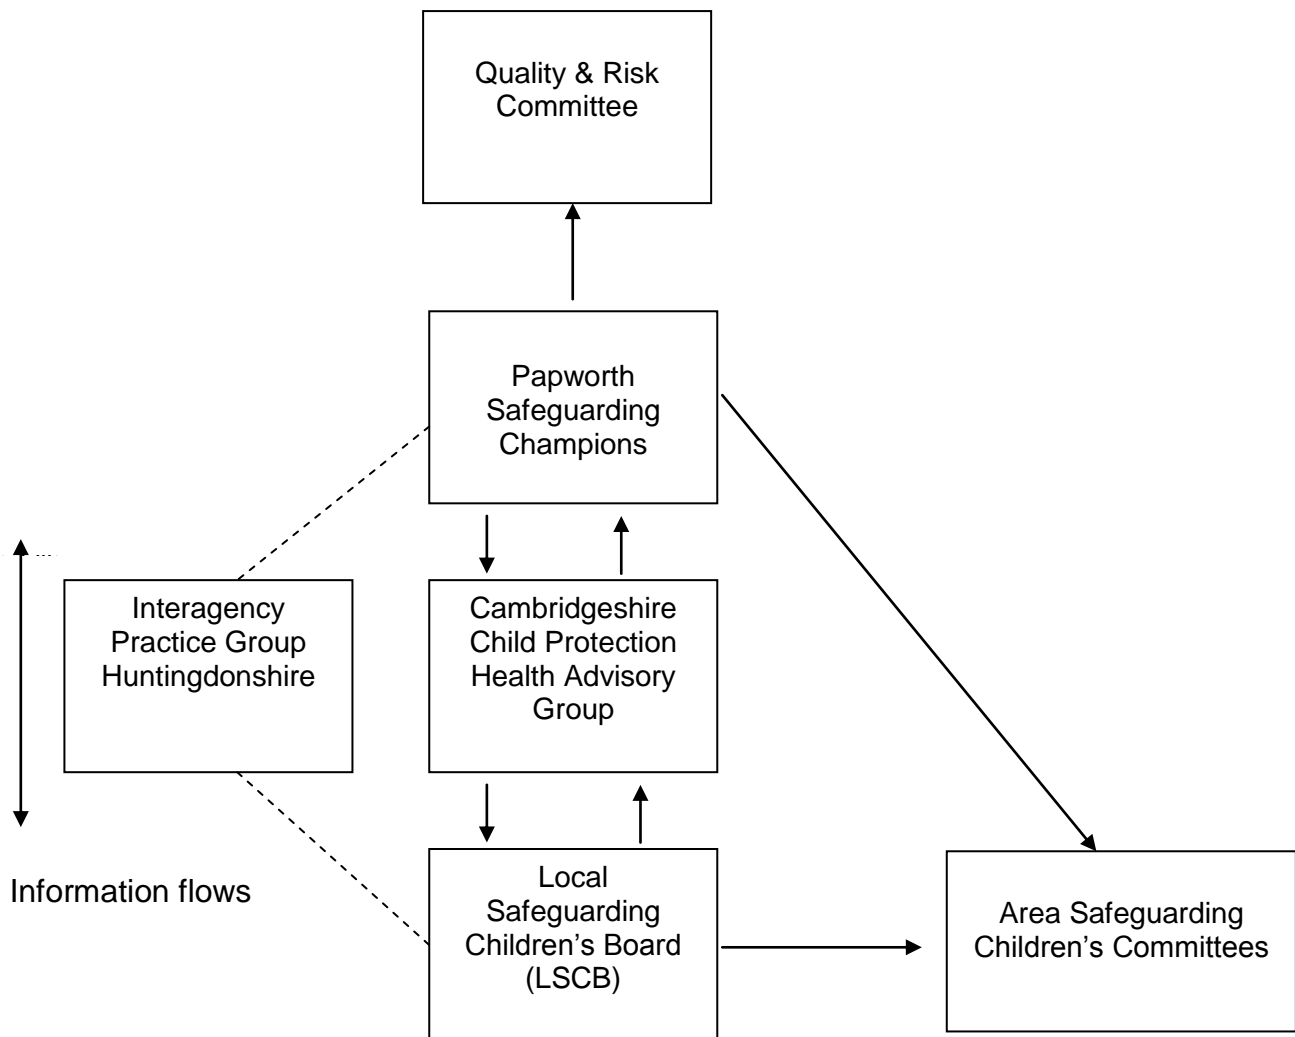 Quality & Risk
Committee
Papworth
Safeguarding
Champions
Interagency
Practice Group
Huntingdonshire
Cambridgeshire
Child Protection
Health Advisory
Group
Information flows
Local
Safeguarding
Children’s Board
(LSCB)
Area Safeguarding
Children’s Committees